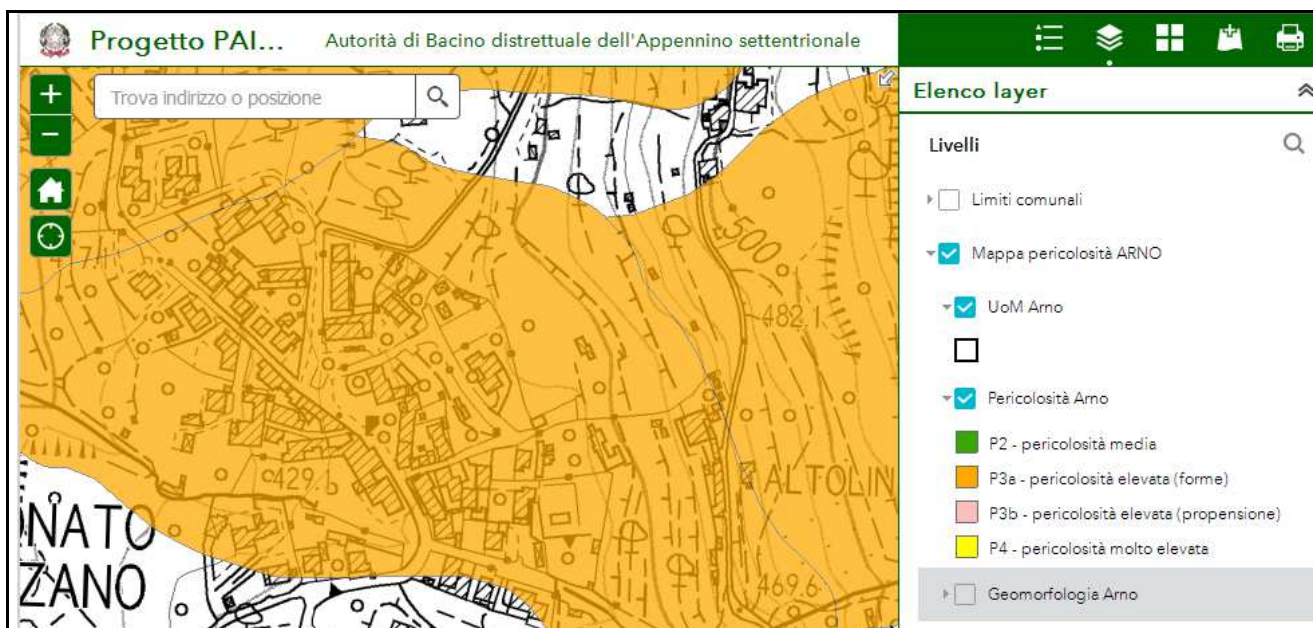 Progetto PAI...
Autorità di Bacino distrettuale dell'Appennino settentrionale
Trova indirizzo o posizione
Elenco layer
Livelli
Limiti comunali
Mappa pericolosità ARNO
UoM Arno
Pericolosità Arno
P2 - pericolosità media
P3a - pericolosità elevata (forme)
P3b - pericolosità elevata (propensione)
P4 - pericolosità molto elevata
Geomorfologia Arno
500
482.1
ALTOLIN
NATO
ZANO
469.6